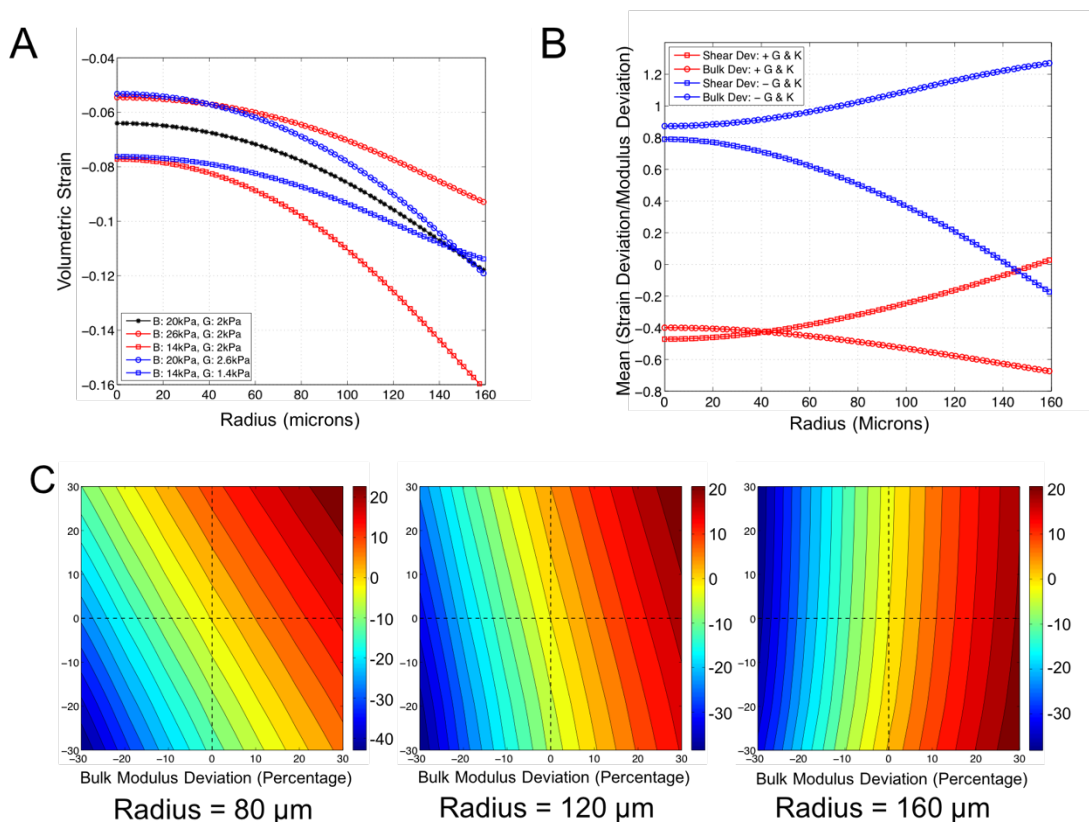 A
−0.04
−0.06
−0.08
−0.1
−0.12
−0.14
−0.16
Volumetric Strain
B: 20kPa, G: 2kPa
B: 26kPa, G: 2kPa
B: 14kPa, G: 2kPa
B: 20kPa, G: 2.6kPa
B: 14kPa, G: 1.4kPa
0 20 40 60 80 100 120 140 160
Radius (microns)
B
Mean (Strain Deviation/Modulus Deviation)
Shear Dev: + G & K
Bulk Dev: + G & K
Shear Dev: − G & K
Bulk Dev: − G & K
1.2
1
0.8
0.6
0.4
0.2
0
−0.2
−0.4
−0.6
−0.8
0 20 40 60 80 100 120 140 160
Radius (Microns)
C
30
20
10
0
−10
−20
−30
−30 −20 −10 0 10 20 30
20
10
0
−10
−20
−30
−40
Bulk Modulus Deviation (Percentage)
Radius = 80 µm
30
20
10
0
−10
−20
−30
−30 −20 −10 0 10 20 30
20
10
0
−10
−20
−30
Bulk Modulus Deviation (Percentage)
Radius = 120 µm
30
20
10
0
−10
−20
−30
−30 −20 −10 0 10 20 30
20
10
0
−10
−20
−30
Bulk Modulus Deviation (Percentage)
Radius = 160 µm